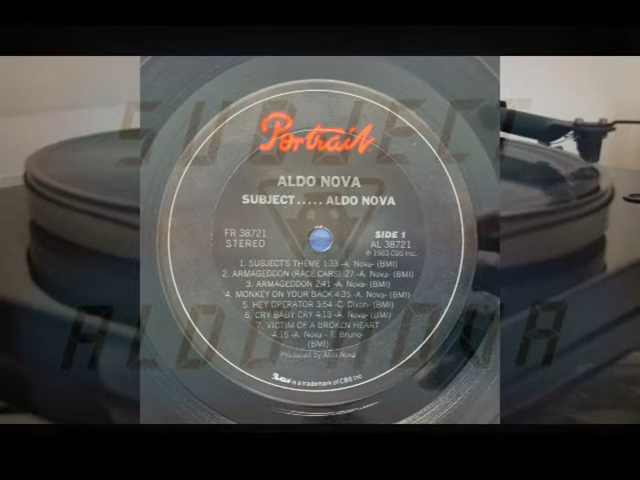 SUBJECT
Portrait
ALDO NOVA
SUBJECT.....ALDO NOVA
FR 38721
STEREO
SIDE 1
AL 38721
℗ 1983 CBS Inc.
1. SUBJECT'S THEME 1:33 -A. Nova- (BMI)
2. ARMAGEDDON (RACE CARS) :27 -A. Nova- (BMI)
3. ARMAGEDDON 2:41 -A. Nova- (BMI)
4. MONKEY ON YOUR BACK 4:35 -A. Nova- (BMI)
5. HEY OPERATOR 3:54 -C. Dixon- (BMI)
6. CRY BABY CRY 4:13 -A. Nova- (BMI)
7. VICTIM OF A BROKEN HEART
4:16 -A. Nova - T. Bruno-
(BMI)
Produced by Aldo Nova
ALDO NOVA
Portrait is a trademark of CBS Inc.